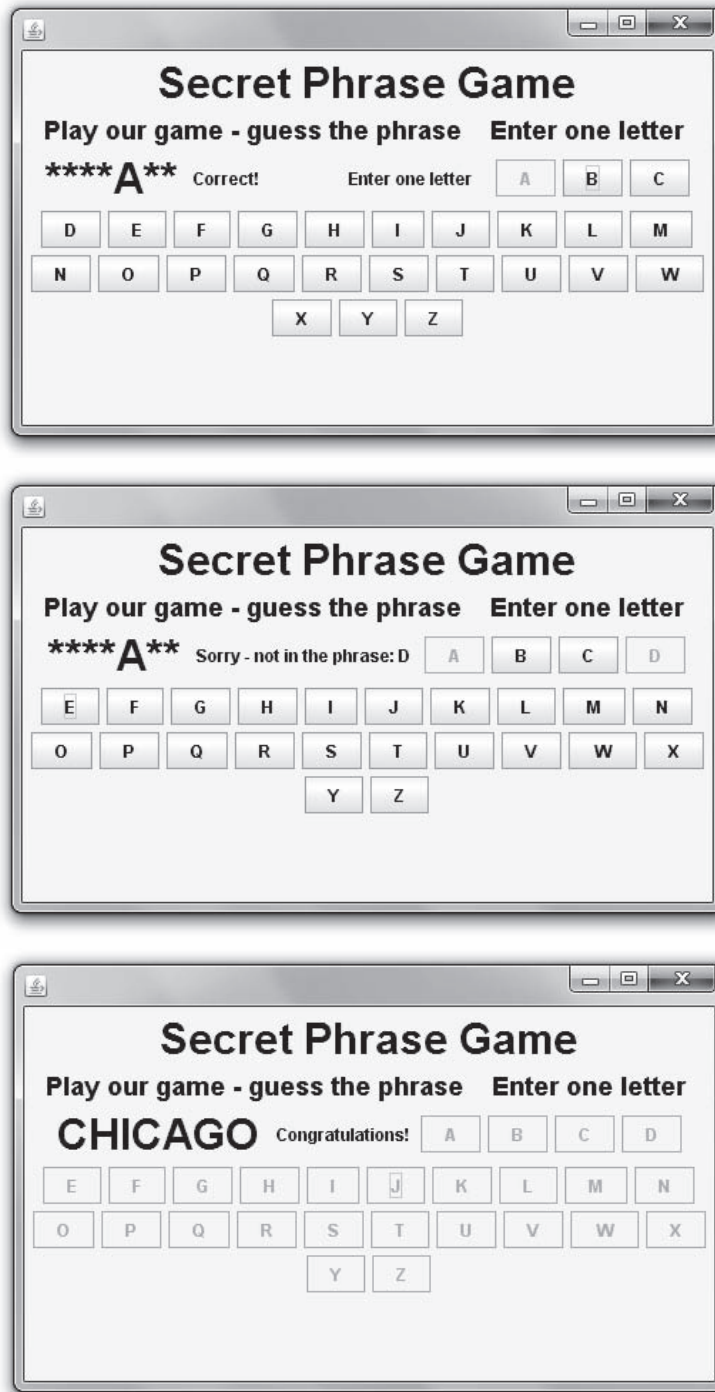 Secret Phrase Game
Play our game - guess the phrase Enter one letter
****A** Correct! Enter one letter A B C
D E F G H I J K L M
N O P Q R S T U V W
X Y Z
Secret Phrase Game
Play our game - guess the phrase Enter one letter
****A** Sorry - not in the phrase: D A B C D
E F G H I J K L M N
O P Q R S T U V W X
Y Z
Secret Phrase Game
Play our game - guess the phrase Enter one letter
CHICAGO Congratulations! A B C D
E F G H I J K L M N
O P Q R S T U V W X
Y Z